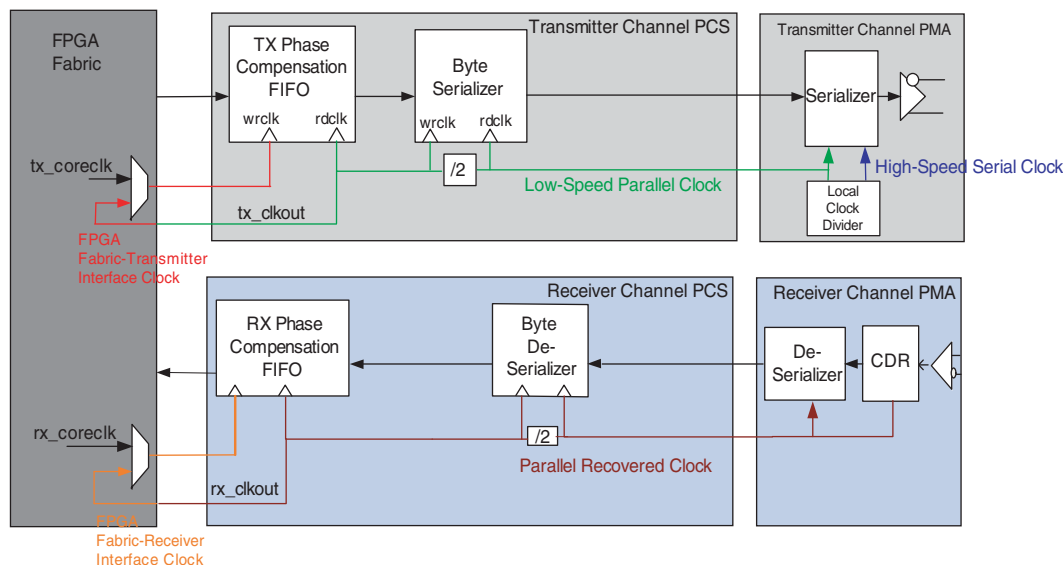 FPGA
Fabric
Transmitter Channel PCS
Transmitter Channel PMA
TX Phase
Compensation
FIFO
wrclk
rdclk
Byte
Serializer
wrclk
rdclk
/2
Serializer
tx_coreclk
Low-Speed Parallel Clock
High-Speed Serial Clock
Local
Clock
Divider
tx_clkout
FPGA
Fabric-Transmitter
Interface Clock
Receiver Channel PCS
Receiver Channel PMA
RX Phase
Compensation
FIFO
Byte
De-
Serializer
De-
Serializer
CDR
rx_coreclk
/2
Parallel Recovered Clock
rx_clkout
FPGA
Fabric-Receiver
Interface Clock